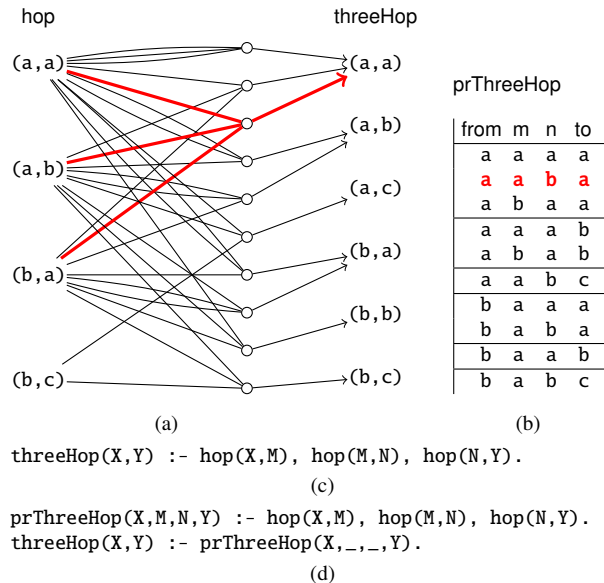 hop threeHop
(a,a) (a,a)
(a,b) (a,b)
(a,c)
(b,a) (b,a)
(b,b)
(b,c) (b,c)
(a)
prThreeHop
from m n to
a a a a
a a b a
a b a a
a a a b
a b a b
a a b c
b a a a
b a b a
b a a b
b a b c
(b)
threeHop(X,Y) :- hop(X,M), hop(M,N), hop(N,Y).
(c)
prThreeHop(X,M,N,Y) :- hop(X,M), hop(M,N), hop(N,Y).
threeHop(X,Y) :- prThreeHop(X,_,_,Y).
(d)